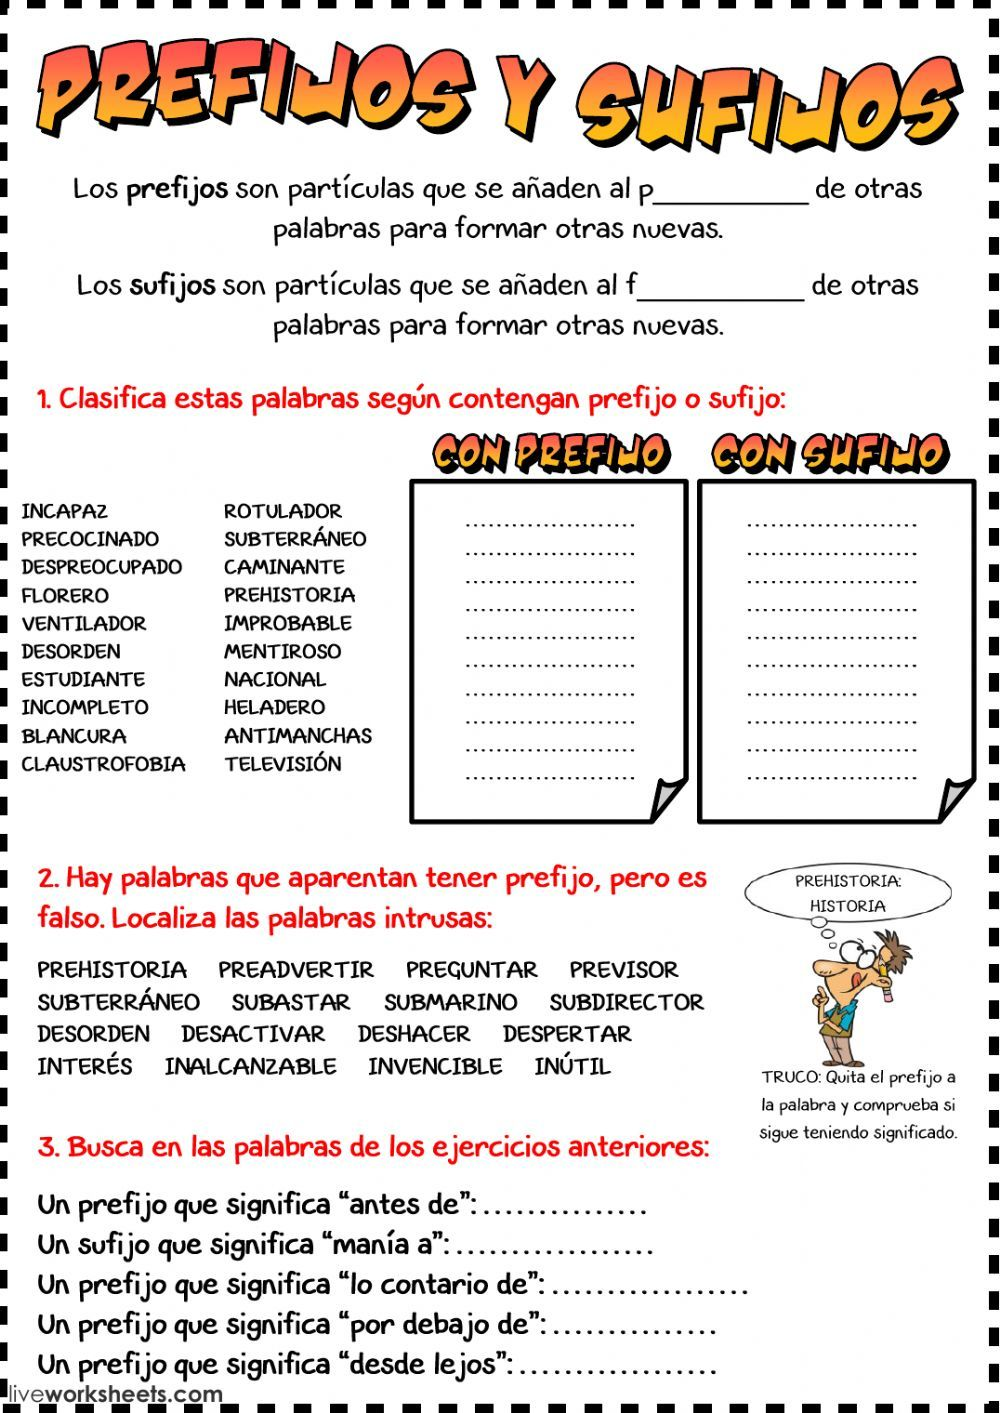 PREFIJOS Y SUFIJOS
Los prefijos son partículas que se añaden al p___________ de otras
palabras para formar otras nuevas.
Los sufijos son partículas que se añaden al f____________ de otras
palabras para formar otras nuevas.
1. Clasifica estas palabras según contengan prefijo o sufijo:
CON PREFIJO CON SUFIJO
INCAPAZ ROTULADOR
PRECOCINADO SUBTERRÁNEO
DESPREOCUPADO CAMINANTE
FLORERO PREHISTORIA
VENTILADOR IMPROBABLE
DESORDEN MENTIROSO
ESTUDIANTE NACIONAL
INCOMPLETO HELADERO
BLANCURA ANTIMANCHAS
CLAUSTROFOBIA TELEVISIÓN
2. Hay palabras que aparentan tener prefijo, pero es
falso. Localiza las palabras intrusas:
PREHISTORIA PREADVERTIR PREGUNTAR PREVISOR
SUBTERRÁNEO SUBASTAR SUBMARINO SUBDIRECTOR
DESORDEN DESACTIVAR DESHACER DESPERTAR
INTERÉS INALCANZABLE INVENCIBLE INÚTIL
PREHISTORIA:
HISTORIA
TRUCO: Quita el prefijo a
la palabra y comprueba si
sigue teniendo significado.
3. Busca en las palabras de los ejercicios anteriores:
Un prefijo que significa “antes de”: ...............
Un sufijo que significa “manía a”: ..................
Un prefijo que significa “lo contario de”: ..................
Un prefijo que significa “por debajo de”: ...............
Un prefijo que significa “desde lejos”: ..................
liveworksheets.com